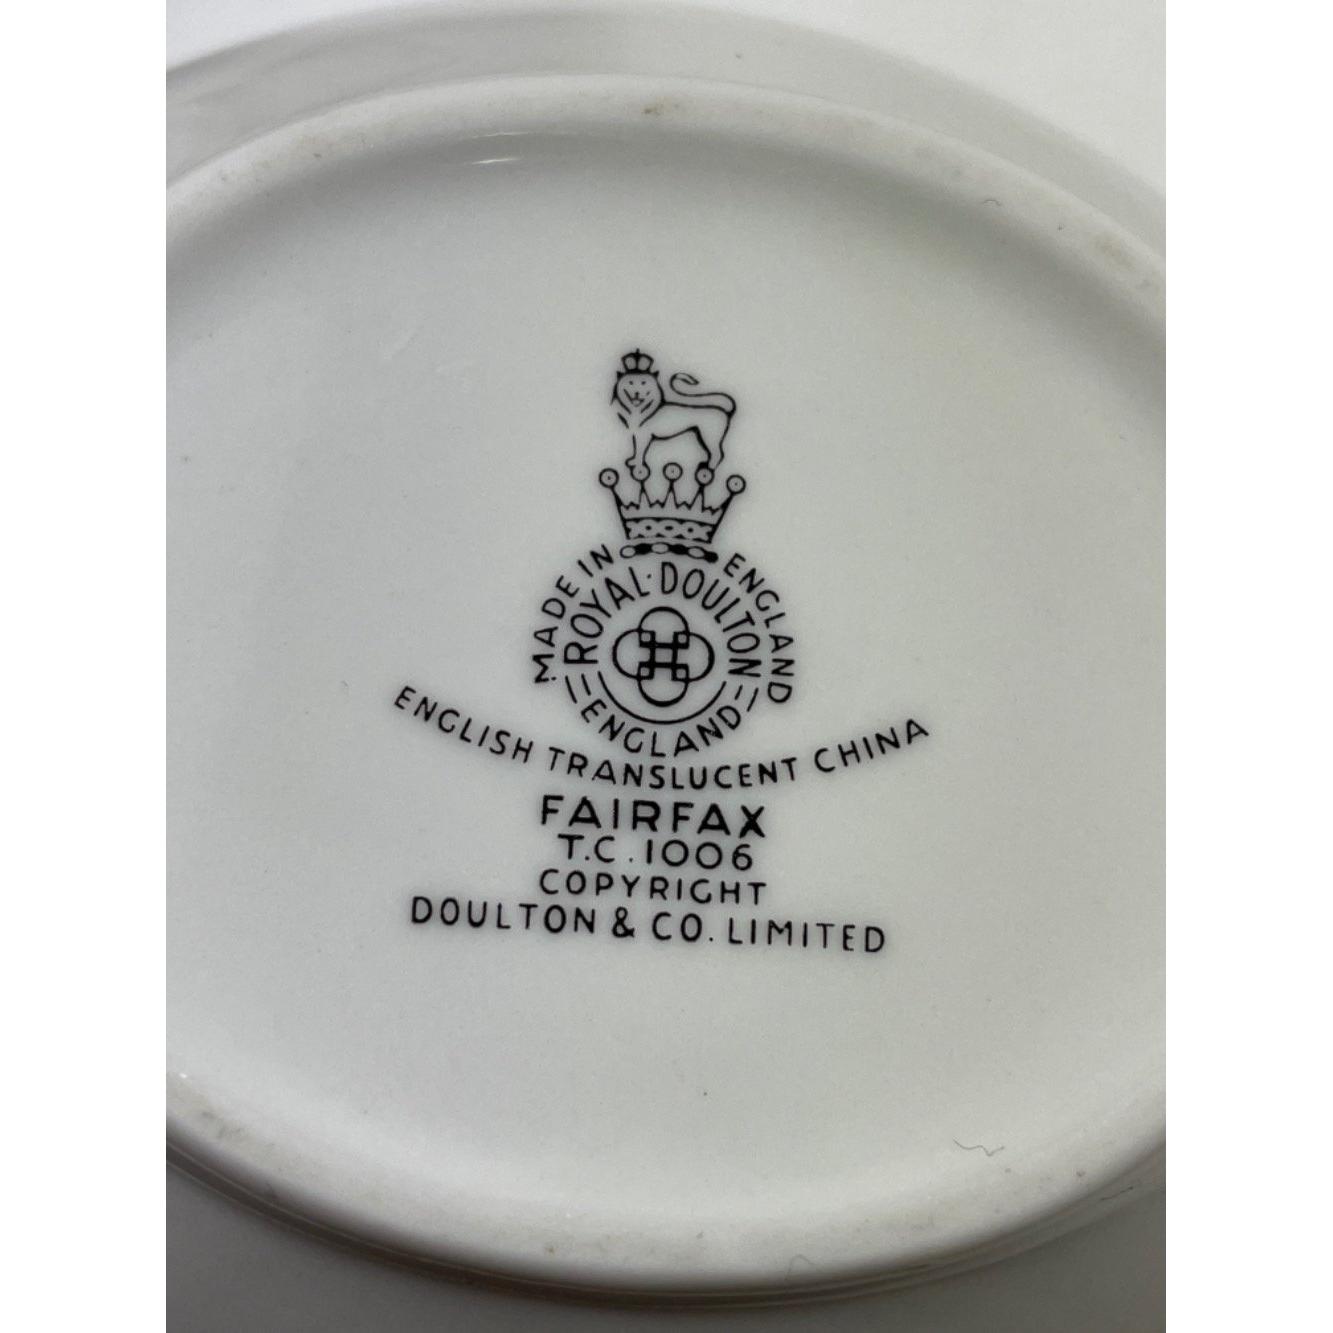 MADE IN ENGLAND
ROYAL·DOULTON
ENGLAND
ENGLISH TRANSLUCENT CHINA
FAIRFAX
T.C.1006
COPYRIGHT
DOULTON & CO. LIMITED